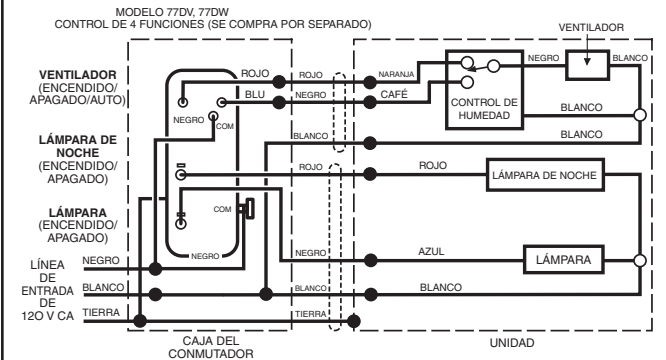 MODELO 77DV, 77DW
CONTROL DE 4 FUNCIONES (SE COMPRA POR SEPARADO)
VENTILADOR
VENTILADOR
(ENCENDIDO/
APAGADO/AUTO)
ROJO
ROJO
NARANJA
NEGRO
BLANCO
BLU
NEGRO
CAFÉ
CONTROL DE
HUMEDAD
BLANCO
NEGRO
COM
BLANCO
BLANCO
LÁMPARA DE
NOCHE
(ENCENDIDO/
APAGADO)
ROJO
ROJO
LÁMPARA DE NOCHE
LÁMPARA
(ENCENDIDO/
APAGADO)
COM
NEGRO
NEGRO
AZUL
LÁMPARA
LÍNEA
DE
ENTRADA
DE
12O V CA
NEGRO
BLANCO
BLANCO
BLANCO
TIERRA
TIERRA
CAJA DEL
CONMUTADOR
UNIDAD